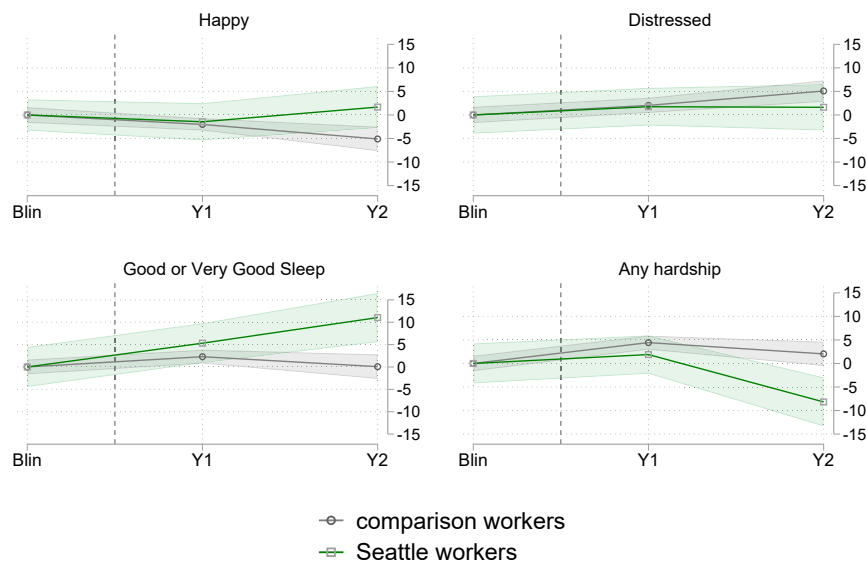 Happy
15
10
5
0
-5
-10
-15
Blin Y1 Y2
Distressed
15
10
5
0
-5
-10
-15
Blin Y1 Y2
Good or Very Good Sleep
15
10
5
0
-5
-10
-15
Blin Y1 Y2
Any hardship
15
10
5
0
-5
-10
-15
Blin Y1 Y2
comparison workers
Seattle workers